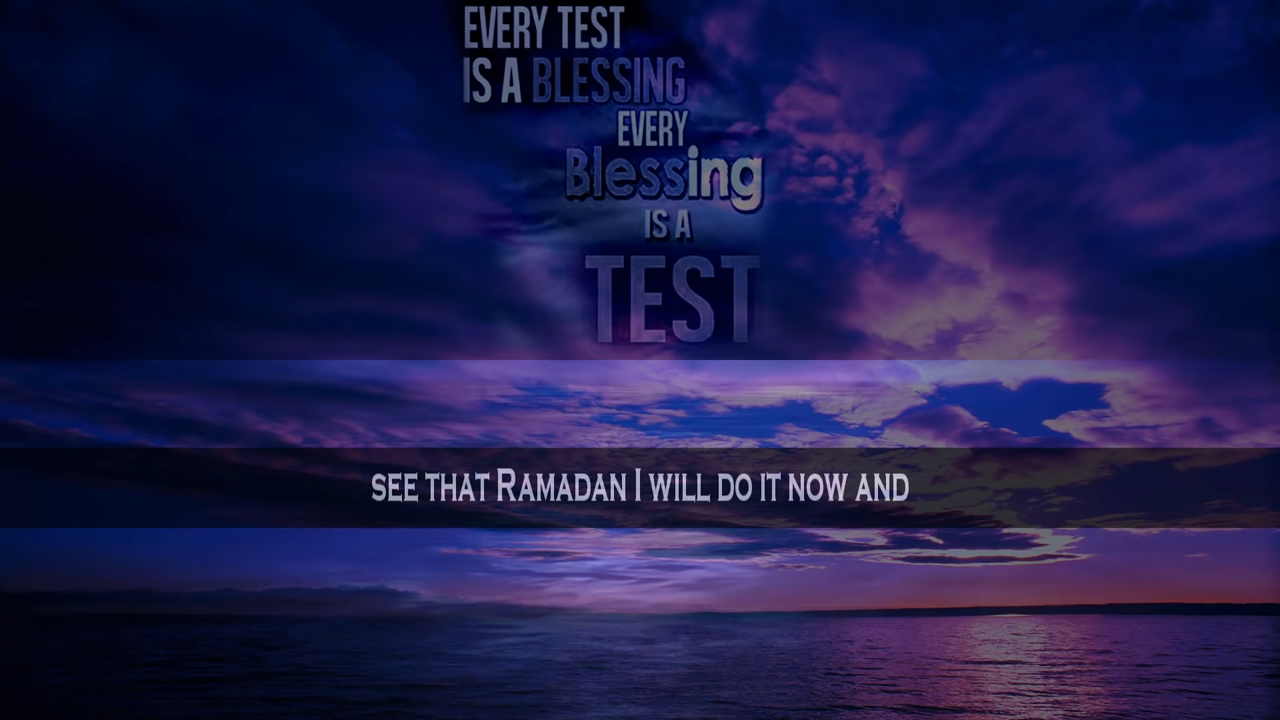 EVERY TEST
IS A BLESSING
EVERY
Blessing
IS A
TEST
see that Ramadan I will do it now and